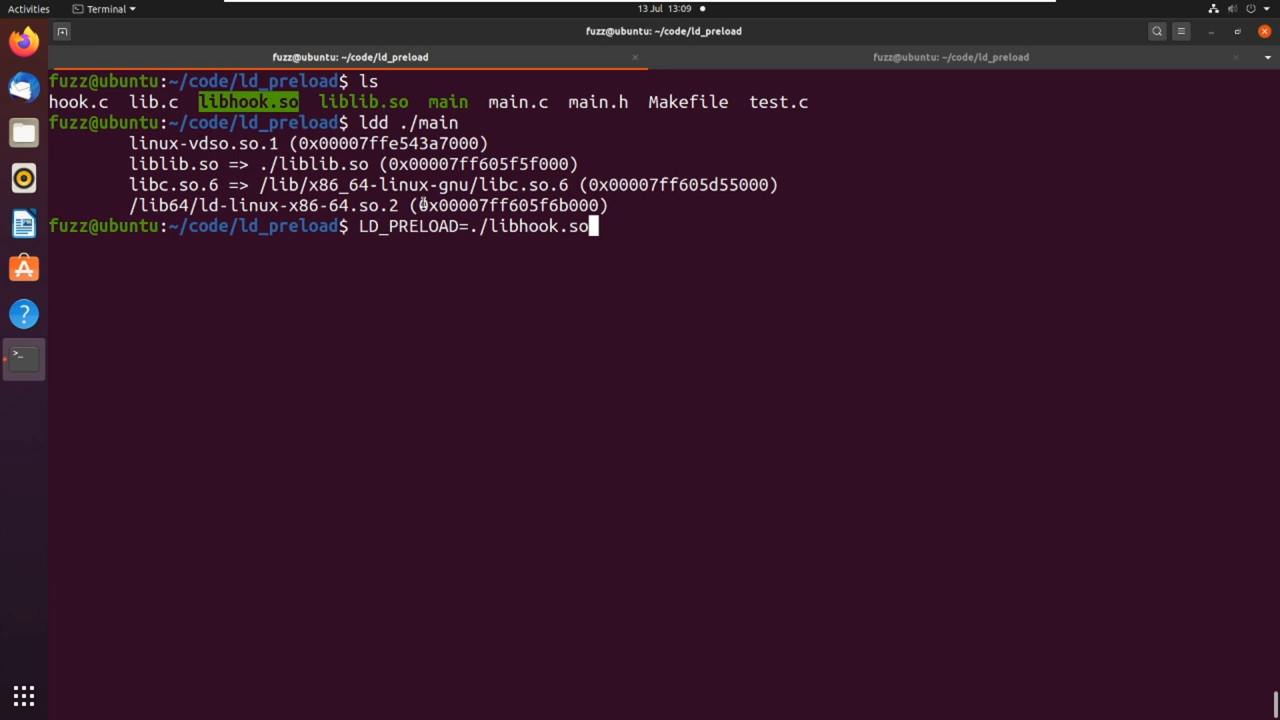 Activities
Terminal
13 Jul 13:09
fuzz@ubuntu: ~/code/ld_preload
fuzz@ubuntu: ~/code/ld_preload
fuzz@ubuntu: ~/code/ld_preload
fuzz@ubuntu:~/code/ld_preload$ ls
hook.c lib.c libhook.so liblib.so main main.c main.h Makefile test.c
fuzz@ubuntu:~/code/ld_preload$ ldd ./main
linux-vdso.so.1 (0x00007ffe543a7000)
liblib.so => ./liblib.so (0x00007ff605f5f000)
libc.so.6 => /lib/x86_64-linux-gnu/libc.so.6 (0x00007ff605d55000)
/lib64/ld-linux-x86-64.so.2 (0x00007ff605f6b000)
fuzz@ubuntu:~/code/ld_preload$ LD_PRELOAD=./libhook.so